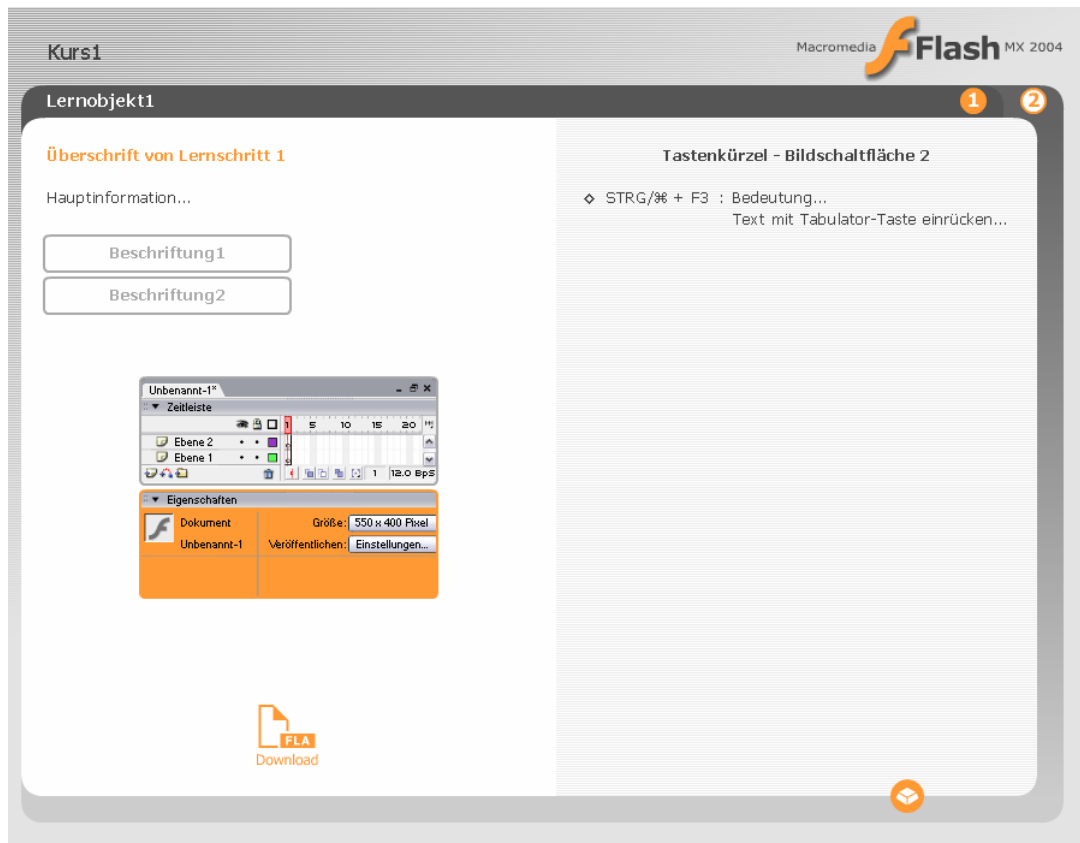 Kurs1
Macromedia Flash MX 2004
Lernobjekt1
1 2
Überschrift von Lernschritt 1
Hauptinformation...
Beschriftung1
Beschriftung2
Unbenannt-1*
Zeitleiste
1 5 10 15 20
Ebene 2
Ebene 1
1 12.0 BpS
Eigenschaften
Dokument Größe: 550 x 400 Pixel
Unbenannt-1 Veröffentlichen: Einstellungen...
FLA
Download
Tastenkürzel - Bildschaltfläche 2
STRG/⌘ + F3 : Bedeutung...
Text mit Tabulator-Taste einrücken...